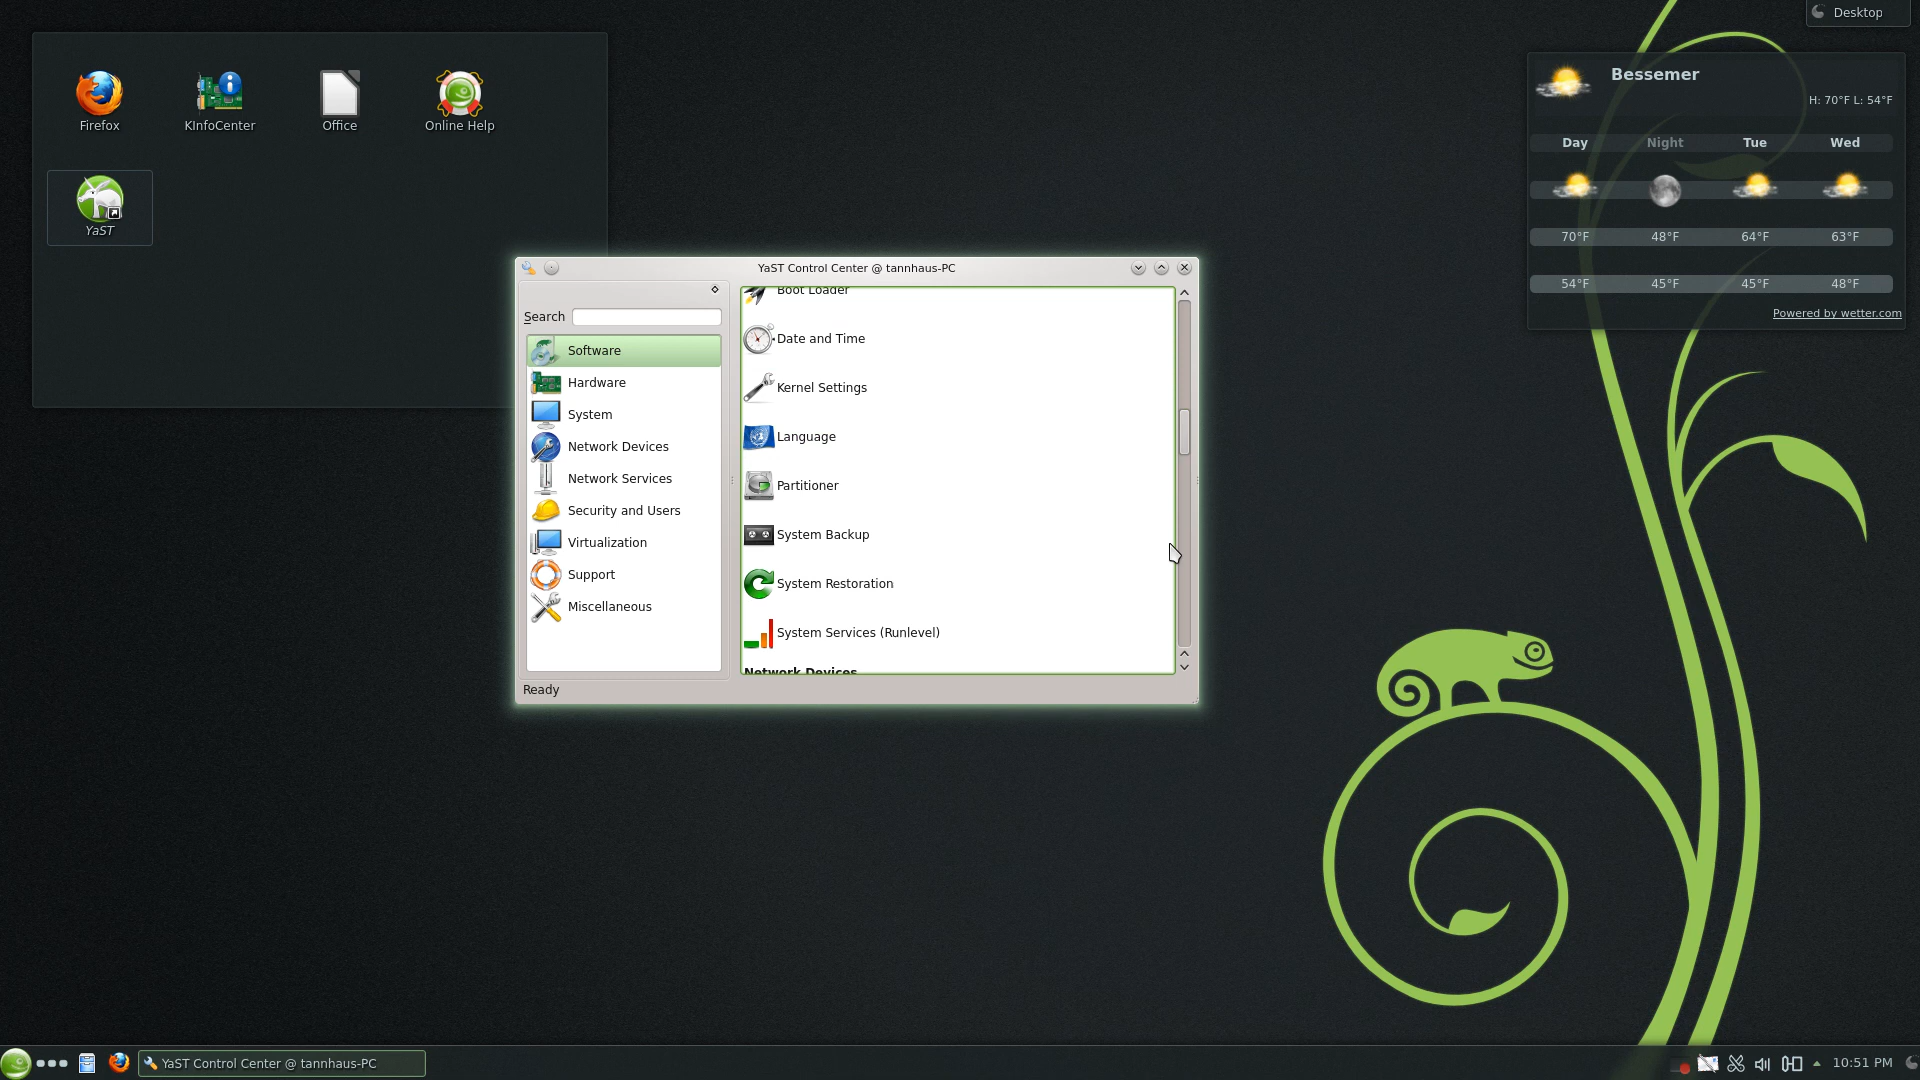 Desktop
Firefox
KInfoCenter
Office
Online Help
YaST
Bessemer
H: 70°F L: 54°F
Day Night Tue Wed
70°F 48°F 64°F 63°F
54°F 45°F 45°F 48°F
Powered by wetter.com
YaST Control Center @ tannhaus-PC
Search
Software
Hardware
System
Network Devices
Network Services
Security and Users
Virtualization
Support
Miscellaneous
Boot Loader
Date and Time
Kernel Settings
Language
Partitioner
System Backup
System Restoration
System Services (Runlevel)
Network Devices
Ready
YaST Control Center @ tannhaus-PC
10:51 PM